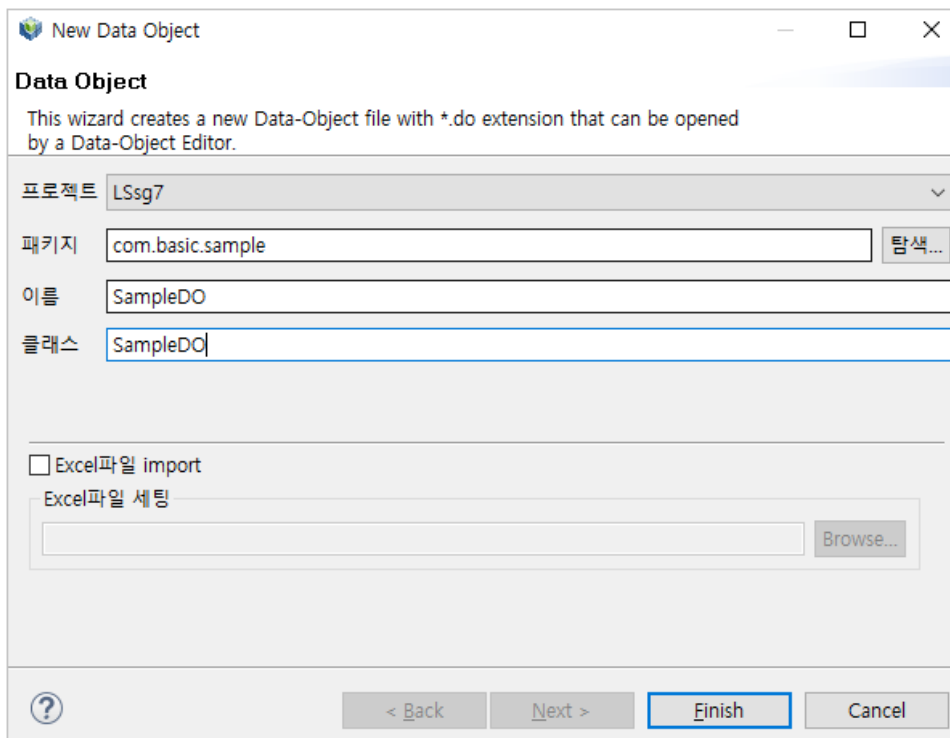 New Data Object
Data Object
This wizard creates a new Data-Object file with *.do extension that can be opened
by a Data-Object Editor.
프로젝트 LSsg7
패키지 com.basic.sample 탐색...
이름 SampleDO
클래스 SampleDO
Excel파일 import
Excel파일 세팅
Browse...
? < Back Next > Finish Cancel